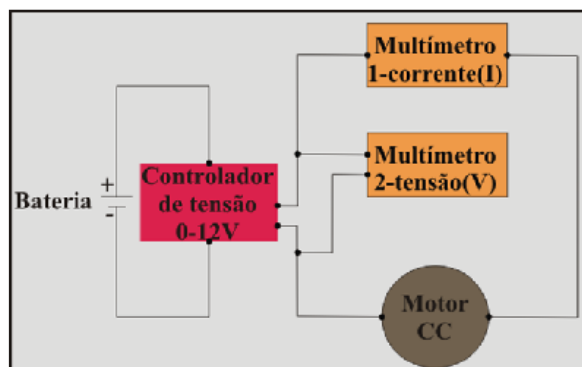 Multímetro
1-corrente(I)
Multímetro
2-tensão(V)
Controlador
de tensão
0-12V
Bateria
+
-
Motor
CC